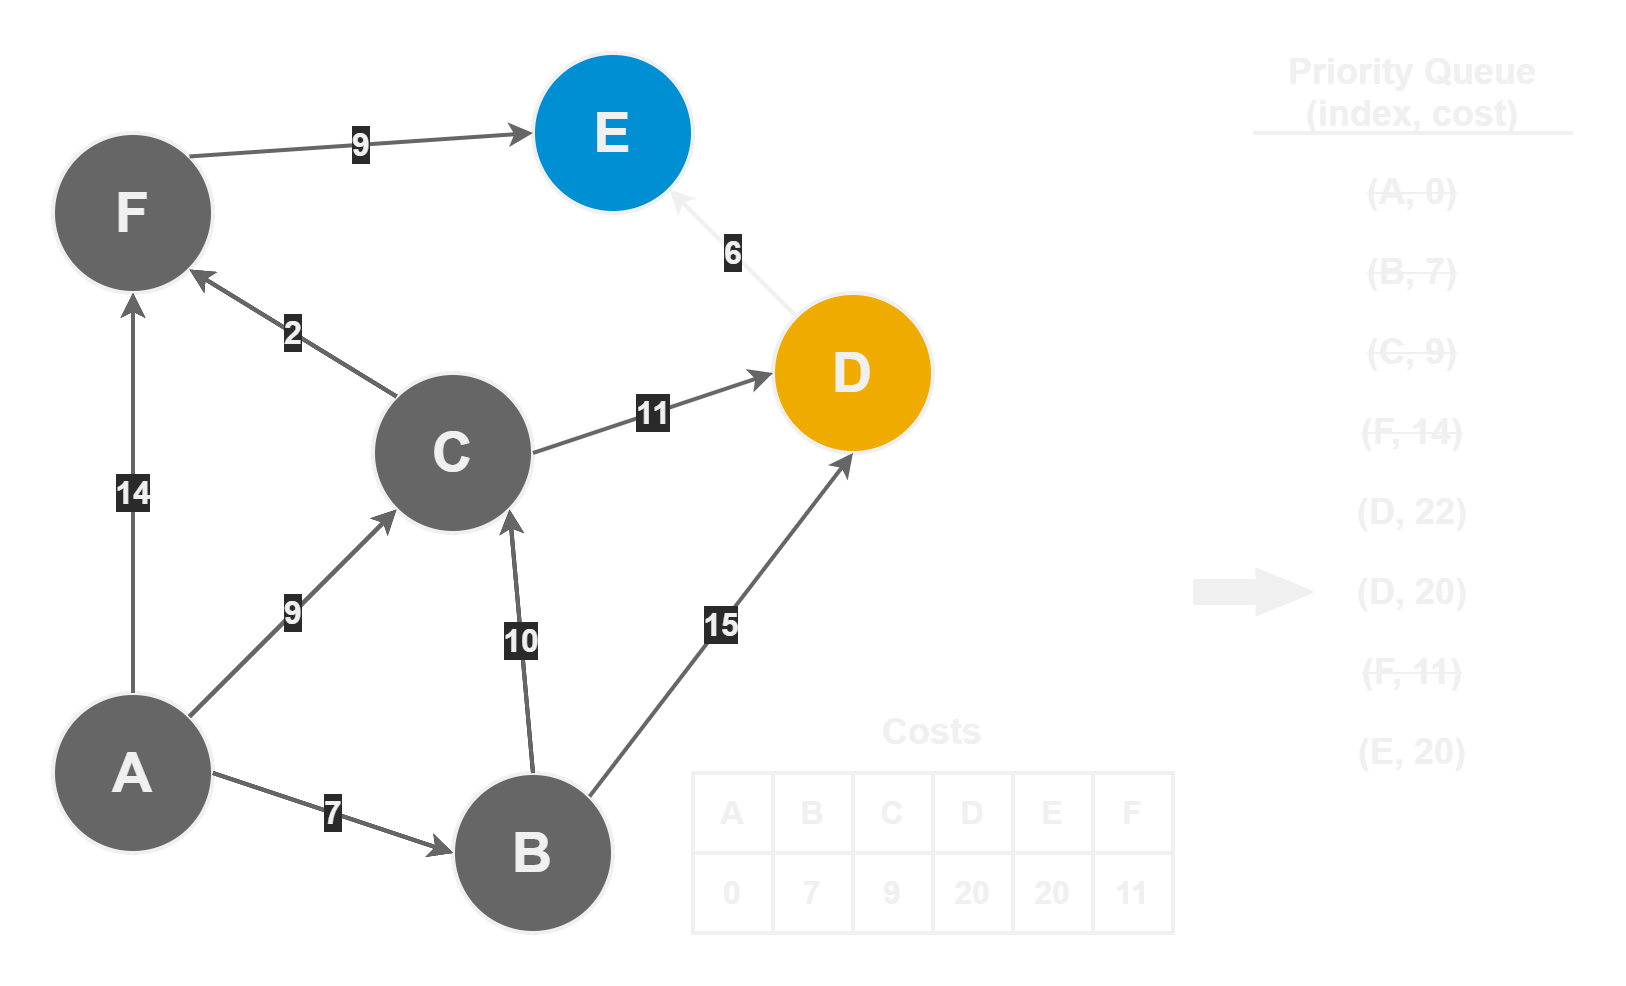 E
9
F
6
2
D
C
11
14
9
10
15
A
7
B
Priority Queue
(index, cost)
(A, 0)
(B, 7)
(C, 9)
(F, 14)
(D, 22)
(D, 20)
(F, 11)
(E, 20)
Costs
A B C D E F
0 7 9 20 20 11